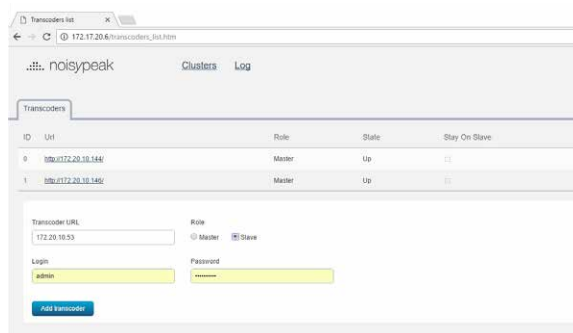 Transcoders list
172.17.20.6/transcoders_list.htm
noisypeak Clusters Log
Transcoders
ID Url Role State Stay On Slave
0 http://172.20.10.144/ Master Up
1 http://172.20.10.146/ Master Up
Transcoder URL Role
172.20.10.53 Master Slave
Login Password
admin •••••••••
Add transcoder